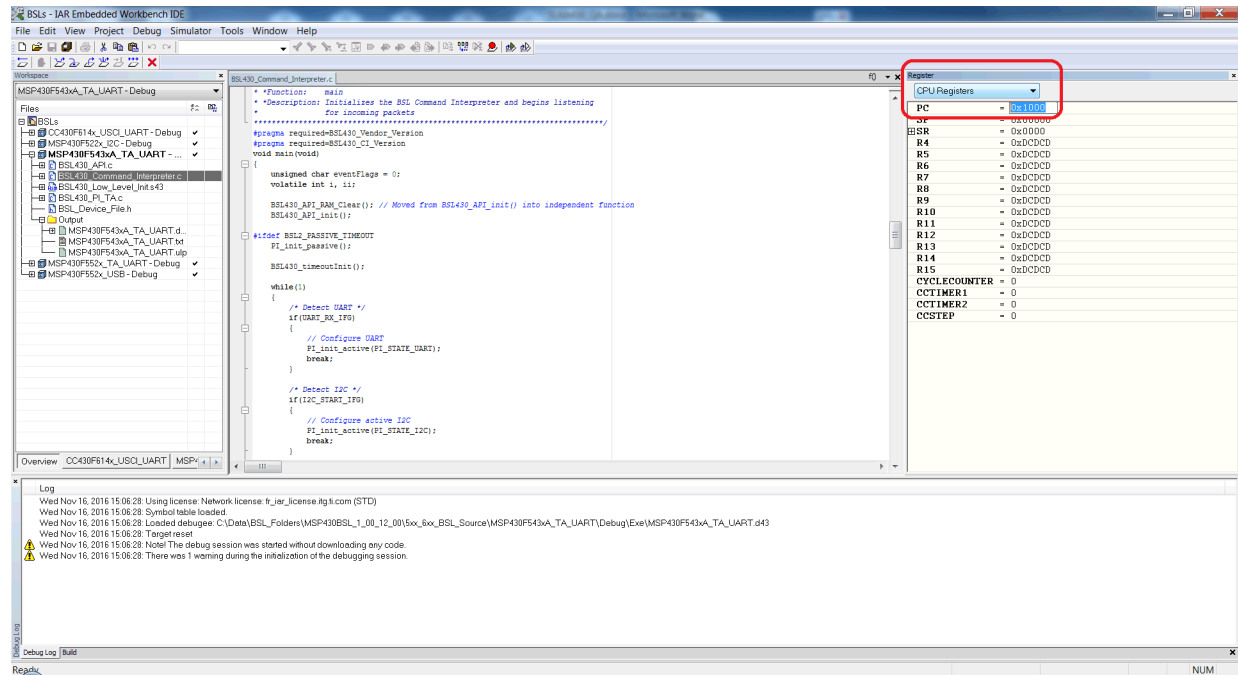 BSLs - IAR Embedded Workbench IDE
File Edit View Project Debug Simulator Tools Window Help
Workspace
MSP430F543xA_TA_UART - Debug
Files
BSLs
CC430F614x_USCI_UART - Debug
MSP430F522x_I2C - Debug
MSP430F543xA_TA_UART - ...
BSL430_API.c
BSL430_Command_Interpreter.c
BSL430_Low_Level_Init.s43
BSL430_PI_TA.c
BSL_Device_File.h
Output
MSP430F543xA_TA_UART.d...
MSP430F543xA_TA_UART.txt
MSP430F543xA_TA_UART.ulp
MSP430F552x_TA_UART - Debug
MSP430F552x_USB - Debug
Overview CC430F614x_USCI_UART MSP4
BSL430_Command_Interpreter.c
f()
* *Function: main
* *Description: Initializes the BSL Command Interpreter and begins listening
* for incoming packets
*******************************************************************************/
#pragma required=BSL430_Vendor_Version
#pragma required=BSL430_CI_Version
void main(void)
{
unsigned char eventFlags = 0;
volatile int i, ii;
BSL430_API_RAM_Clear(); // Moved from BSL430_API_init() into independent function
BSL430_API_init();
#ifdef BSL2_PASSIVE_TIMEOUT
PI_init_passive();
BSL430_timeoutInit();
while(1)
{
/* Detect UART */
if(UART_RX_IFG)
{
// Configure UART
PI_init_active(PI_STATE_UART);
break;
}
/* Detect I2C */
if(I2C_START_IFG)
{
// Configure active I2C
PI_init_active(PI_STATE_I2C);
break;
}
Register
CPU Registers
PC = 0x1000
SP = 0x00000
SR = 0x0000
R4 = 0xDCDCD
R5 = 0xDCDCD
R6 = 0xDCDCD
R7 = 0xDCDCD
R8 = 0xDCDCD
R9 = 0xDCDCD
R10 = 0xDCDCD
R11 = 0xDCDCD
R12 = 0xDCDCD
R13 = 0xDCDCD
R14 = 0xDCDCD
R15 = 0xDCDCD
CYCLECOUNTER = 0
CCTIMER1 = 0
CCTIMER2 = 0
CCSTEP = 0
Log
Wed Nov 16, 2016 15:06:28: Using license: Network license: fr_iar_license.itg.ti.com (STD)
Wed Nov 16, 2016 15:06:28: Symbol table loaded.
Wed Nov 16, 2016 15:06:28: Loaded debugee: C:\Data\BSL_Folders\MSP430BSL_1_00_12_00\5xx_6xx_BSL_Source\MSP430F543xA_TA_UART\Debug\Exe\MSP430F543xA_TA_UART.d43
Wed Nov 16, 2016 15:06:28: Target reset
Wed Nov 16, 2016 15:06:28: Note! The debug session was started without downloading any code.
Wed Nov 16, 2016 15:06:28: There was 1 warning during the initialization of the debugging session.
Debug Log
Debug Log Build
Ready
NUM